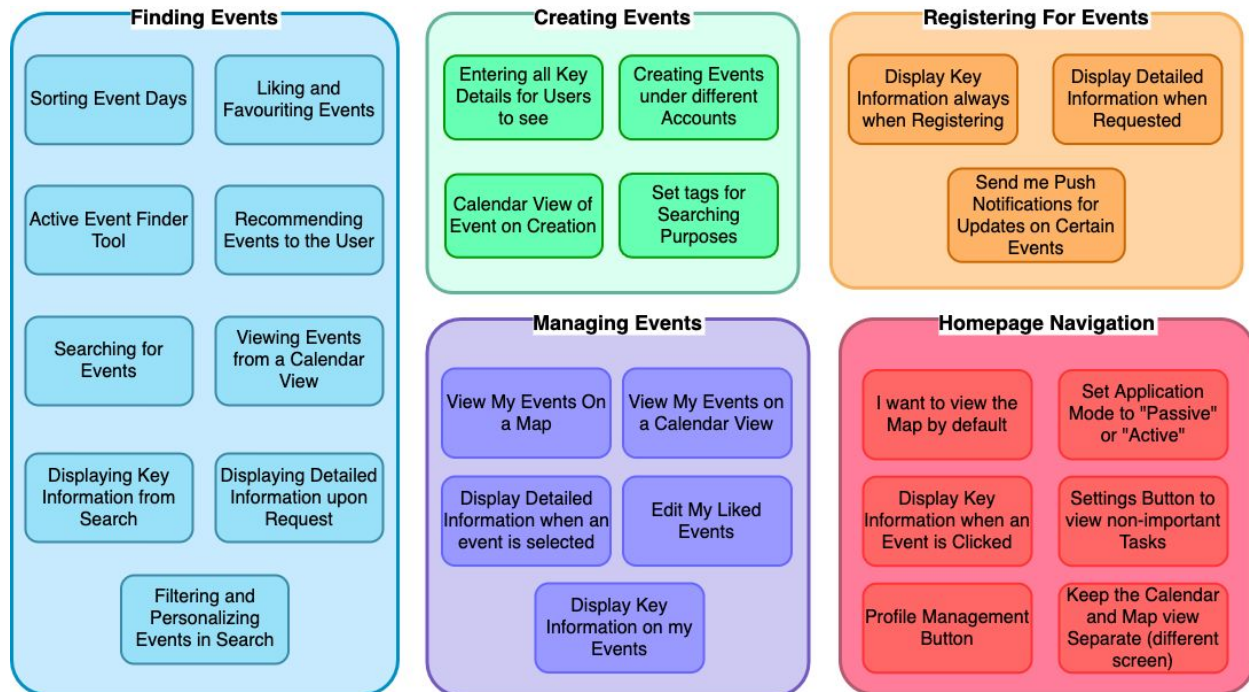 Finding Events
Sorting Event Days
Liking and
Favouriting Events
Active Event Finder
Tool
Recommending
Events to the User
Searching for
Events
Viewing Events
from a Calendar
View
Displaying Key
Information from
Search
Displaying Detailed
Information upon
Request
Filtering and
Personalizing
Events in Search
Creating Events
Entering all Key
Details for Users
to see
Creating Events
under different
Accounts
Calendar View of
Event on Creation
Set tags for
Searching
Purposes
Registering For Events
Display Key
Information always
when Registering
Display Detailed
Information when
Requested
Send me Push
Notifications for
Updates on Certain
Events
Managing Events
View My Events On
a Map
View My Events on
a Calendar View
Display Detailed
Information when an
event is selected
Edit My Liked
Events
Display Key
Information on my
Events
Homepage Navigation
I want to view the
Map by default
Set Application
Mode to "Passive"
or "Active"
Display Key
Information when an
Event is Clicked
Settings Button to
view non-important
Tasks
Profile Management
Button
Keep the Calendar
and Map view
Separate (different
screen)